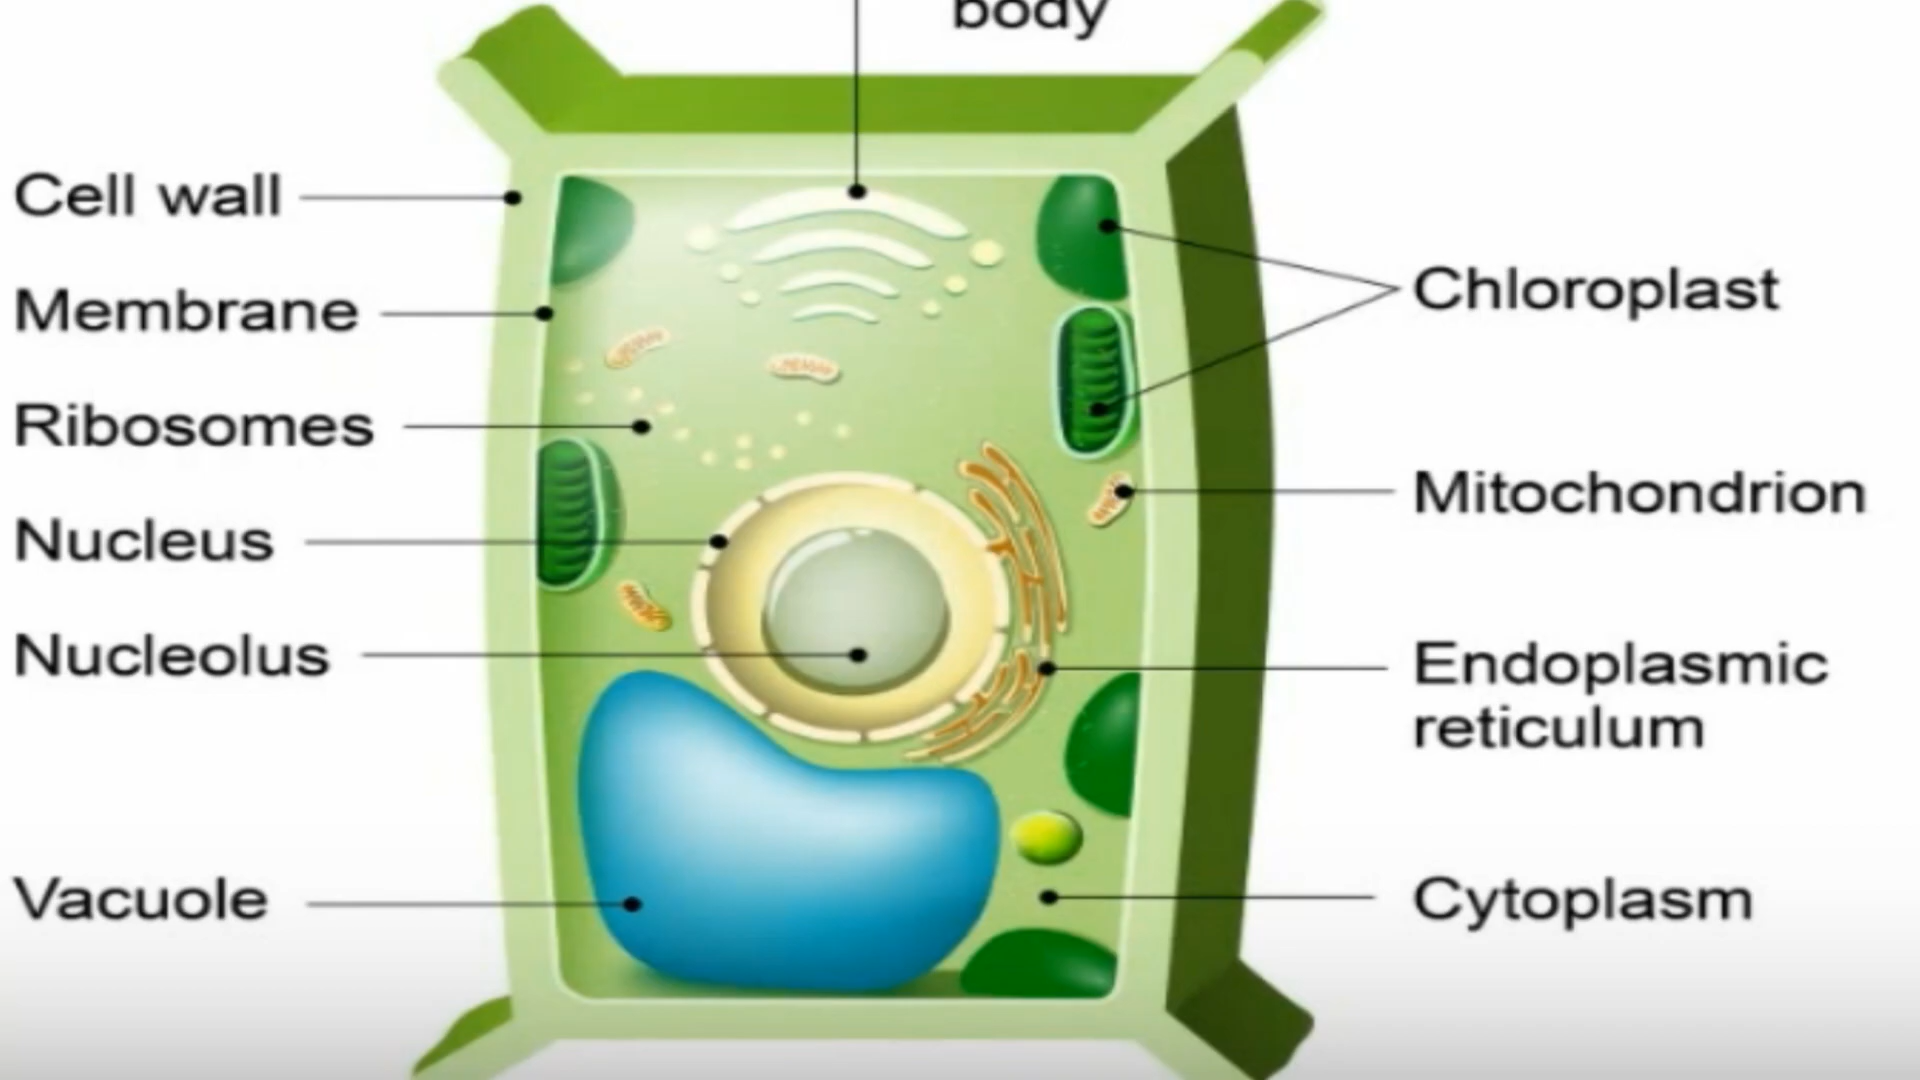 body
Cell wall
Membrane
Ribosomes
Nucleus
Nucleolus
Vacuole
Chloroplast
Mitochondrion
Endoplasmic
reticulum
Cytoplasm